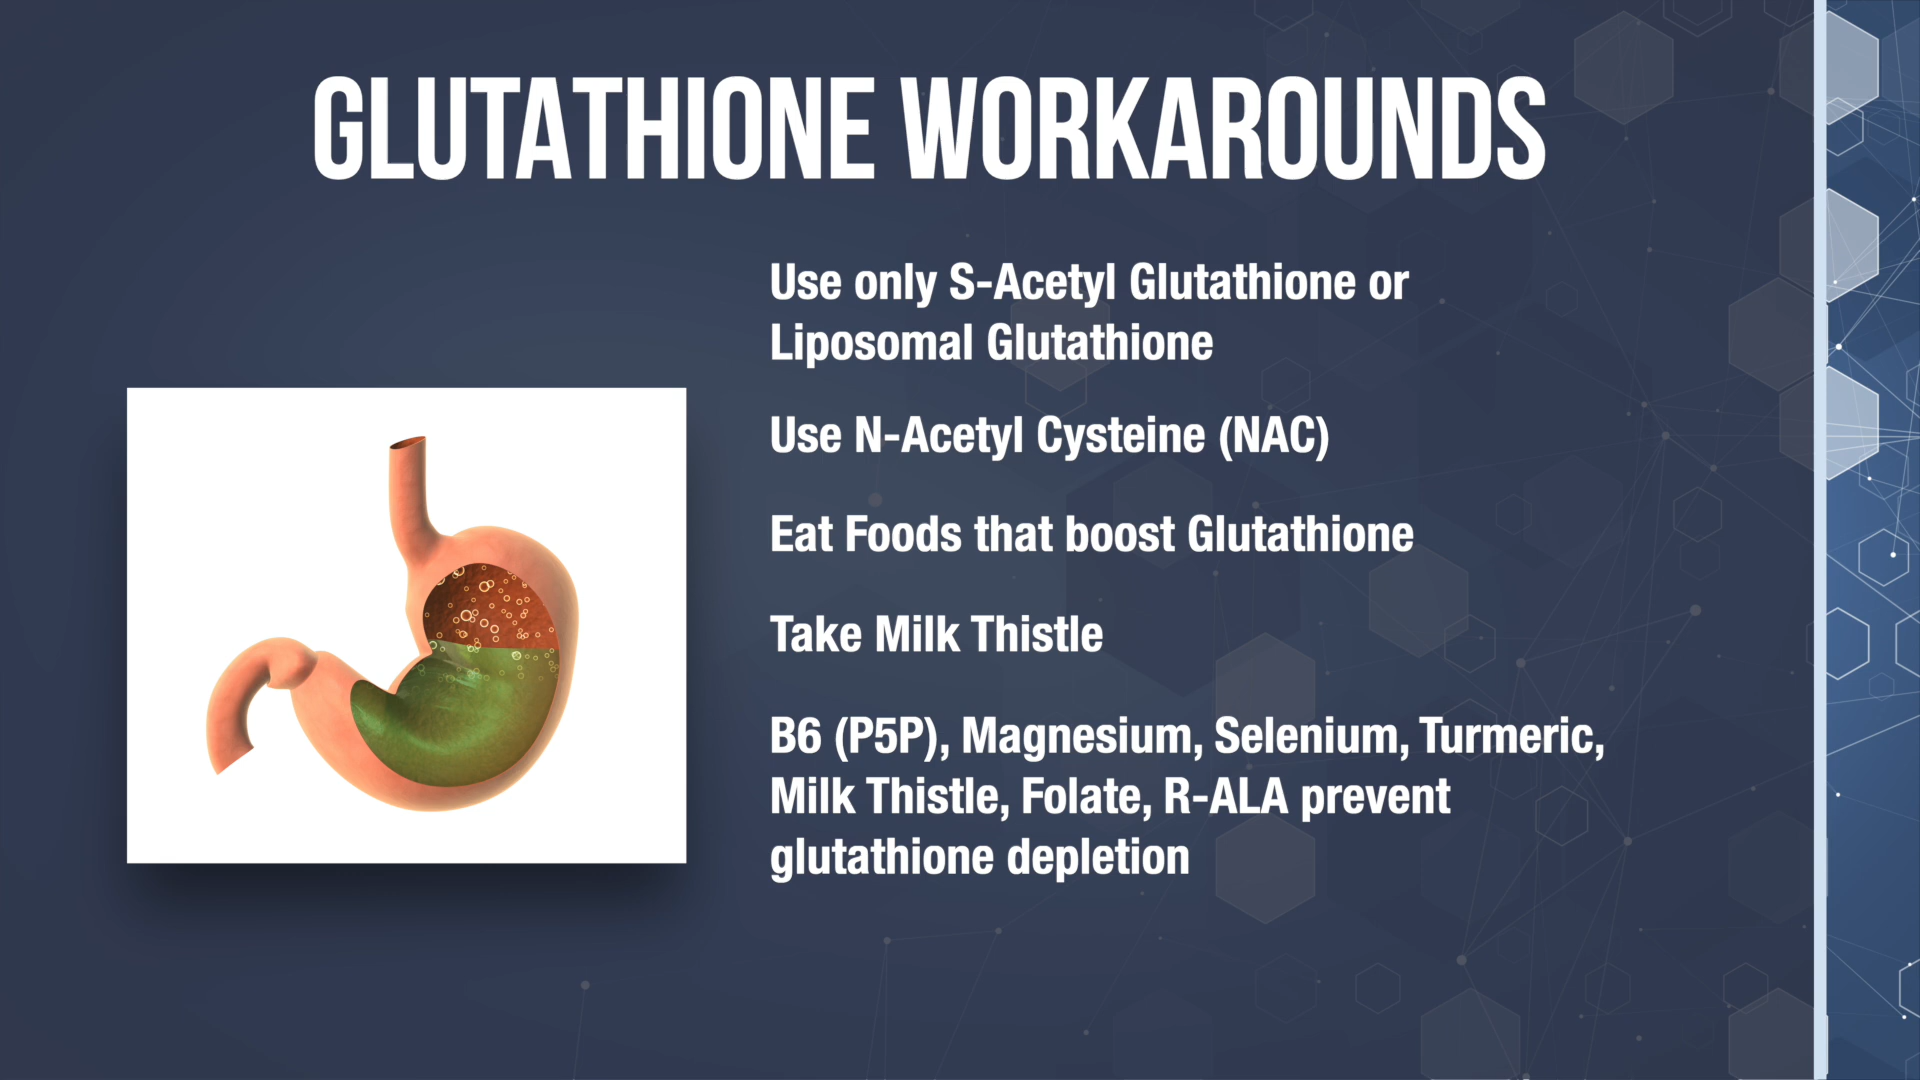 GLUTATHIONE WORKAROUNDS
Use only S-Acetyl Glutathione or
Liposomal Glutathione
Use N-Acetyl Cysteine (NAC)
Eat Foods that boost Glutathione
Take Milk Thistle
B6 (P5P), Magnesium, Selenium, Turmeric,
Milk Thistle, Folate, R-ALA prevent
glutathione depletion